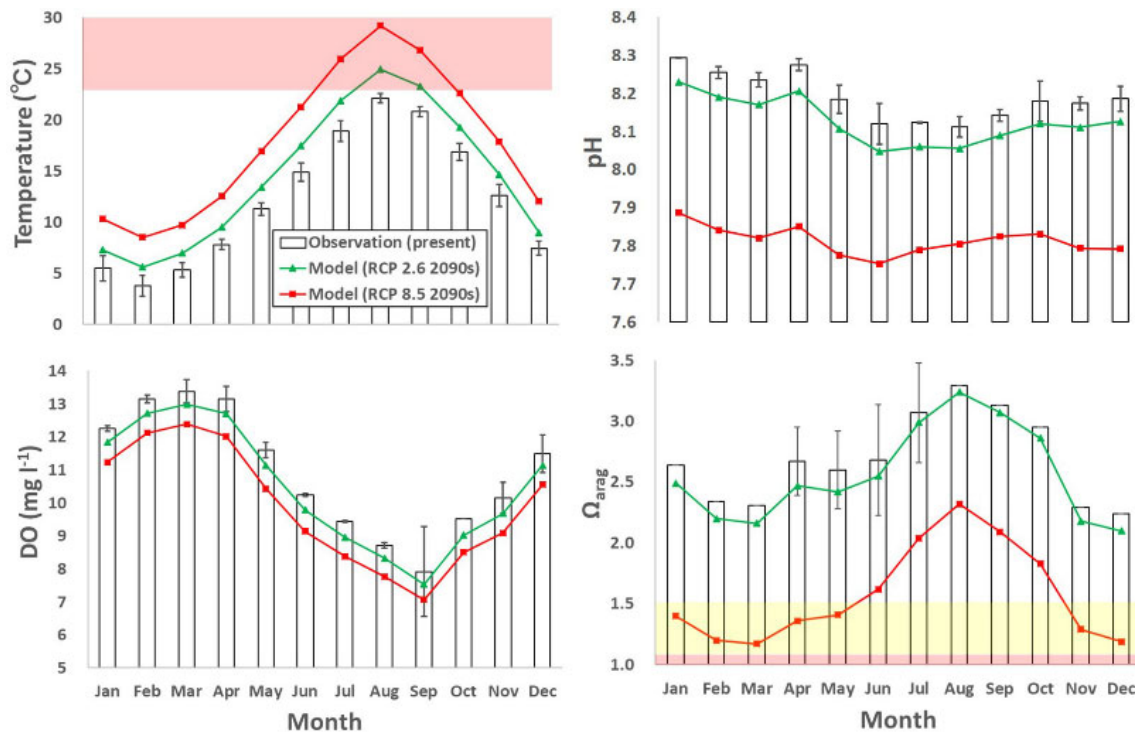 Temperature (℃)
30
25
20
15
10
5
0
Observation (present)
Model (RCP 2.6 2090s)
Model (RCP 8.5 2090s)
pH
8.4
8.3
8.2
8.1
8.0
7.9
7.8
7.7
7.6
DO (mg l⁻¹)
14
13
12
11
10
9
8
7
6
5
Jan Feb Mar Apr May Jun Jul Aug Sep Oct Nov Dec
Month
Ωarag
3.5
3.0
2.5
2.0
1.5
1.0
Jan Feb Mar Apr May Jun Jul Aug Sep Oct Nov Dec
Month